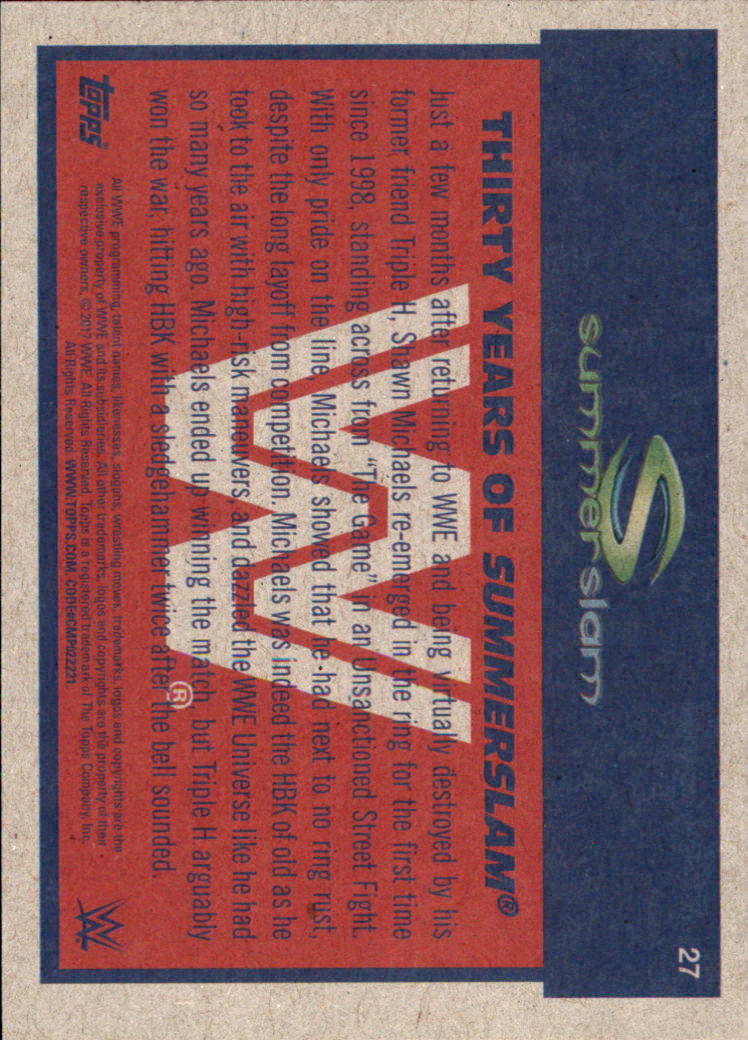 27
summerslam
THIRTY YEARS OF SUMMERSLAM®
Just a few months after returning to WWE and being virtually destroyed by his
former friend Triple H, Shawn Michaels re-emerged in the ring for the first time
since 1998, standing across from "The Game" in an Unsanctioned Street Fight.
With only pride on the line, Michaels showed that he had next to no ring rust,
despite the long layoff from competition. Michaels was indeed the HBK of old as he
took to the air with high-risk maneuvers, and dazzled the WWE Universe like he had
so many years ago. Michaels ended up winning the match, but Triple H arguably
won the war, hitting HBK with a sledgehammer twice after the bell sounded.
®
topps®
All WWE programming, talent names, likenesses, slogans, wrestling moves, trademarks, logos and copyrights are the
exclusive property of WWE and its subsidiaries. All other trademarks, logos and copyrights are the property of their
respective owners. © 2017 WWE. All Rights Reserved. Topps is a registered trademark of The Topps Company, Inc.
All Rights Reserved. WWW.TOPPS.COM. CODE#CMP022221.
W